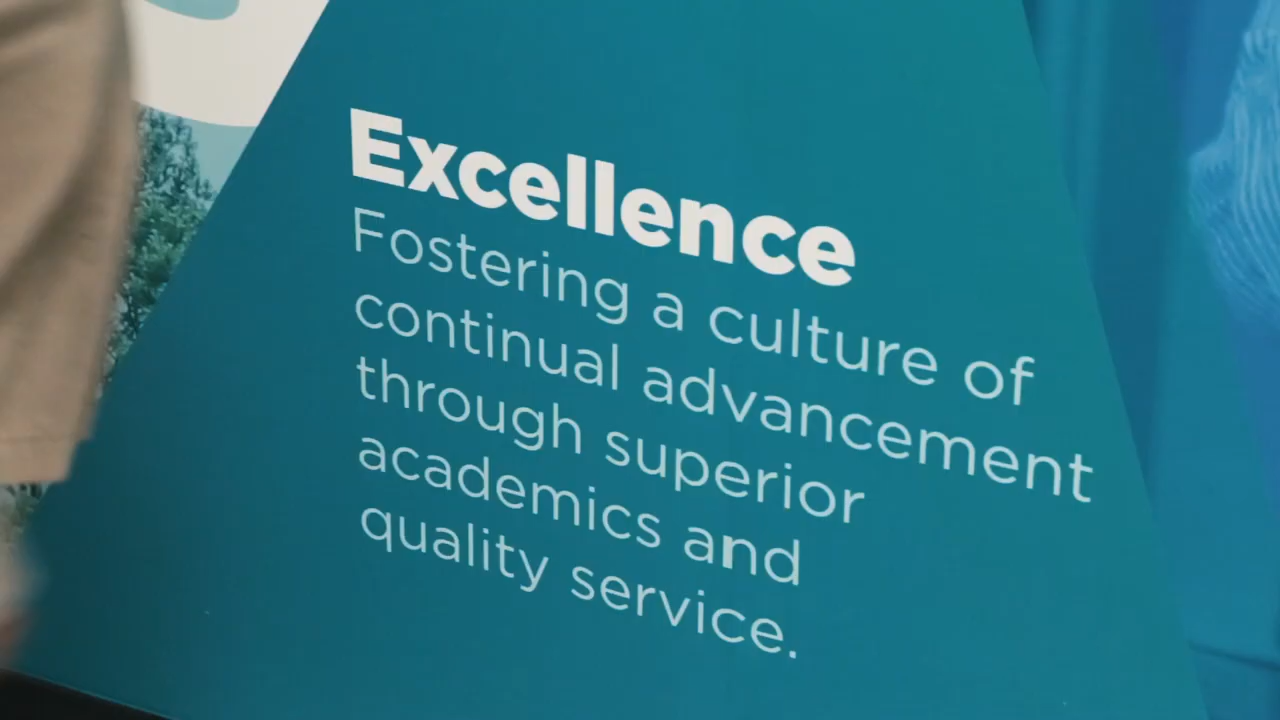 Excellence
Fostering a culture of
continual advancement
through superior
academics and
quality service.